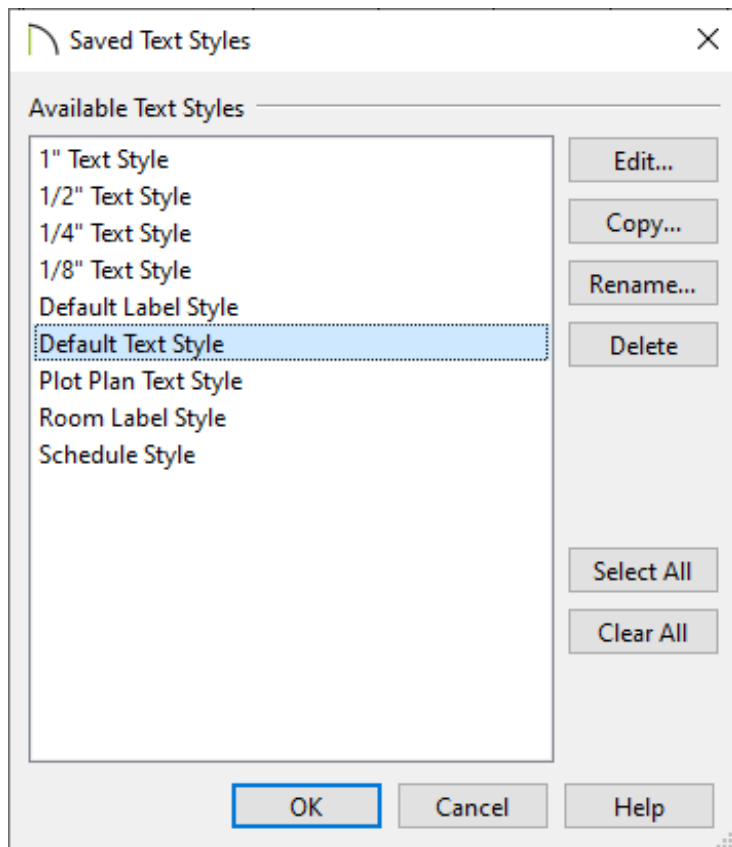 Saved Text Styles
Available Text Styles
1" Text Style
1/2" Text Style
1/4" Text Style
1/8" Text Style
Default Label Style
Default Text Style
Plot Plan Text Style
Room Label Style
Schedule Style
Edit...
Copy...
Rename...
Delete
Select All
Clear All
OK Cancel Help